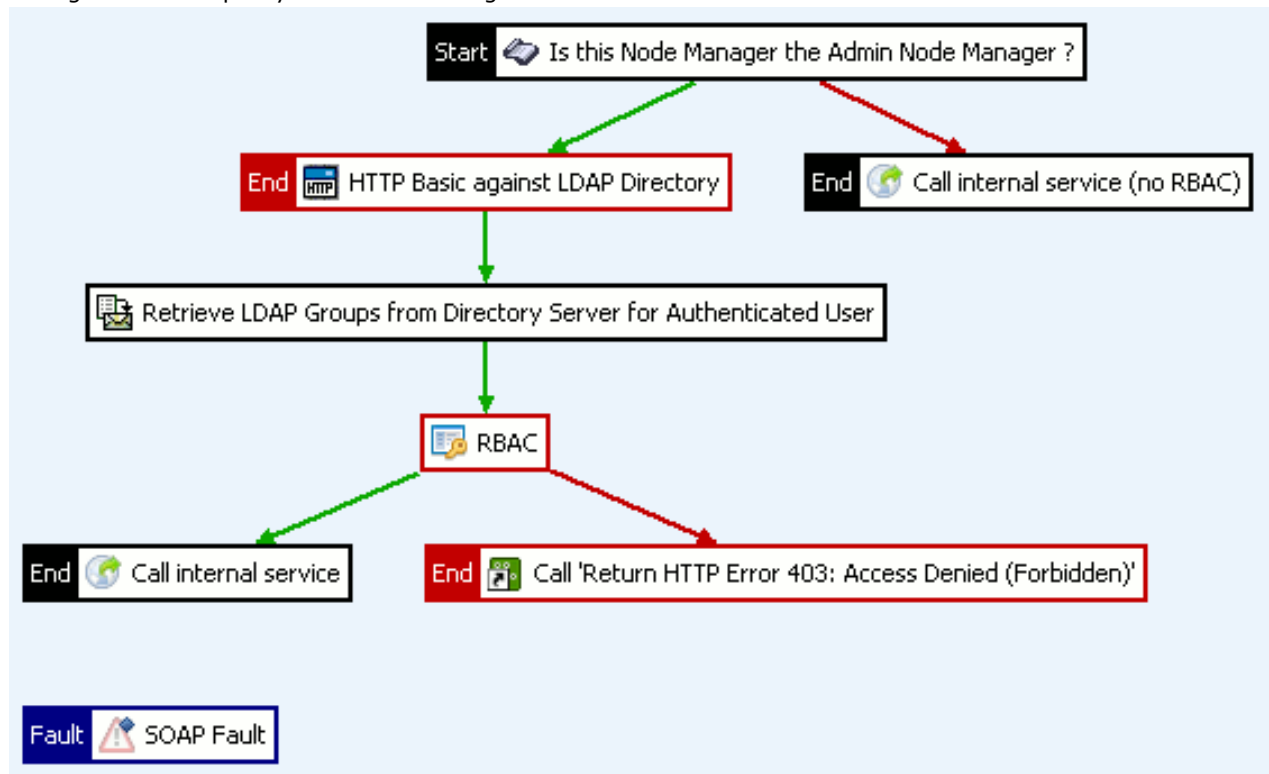 Start Is this Node Manager the Admin Node Manager ?
End HTTP HTTP Basic against LDAP Directory
End Call internal service (no RBAC)
Retrieve LDAP Groups from Directory Server for Authenticated User
RBAC
End Call internal service
End Call 'Return HTTP Error 403: Access Denied (Forbidden)'
Fault SOAP Fault